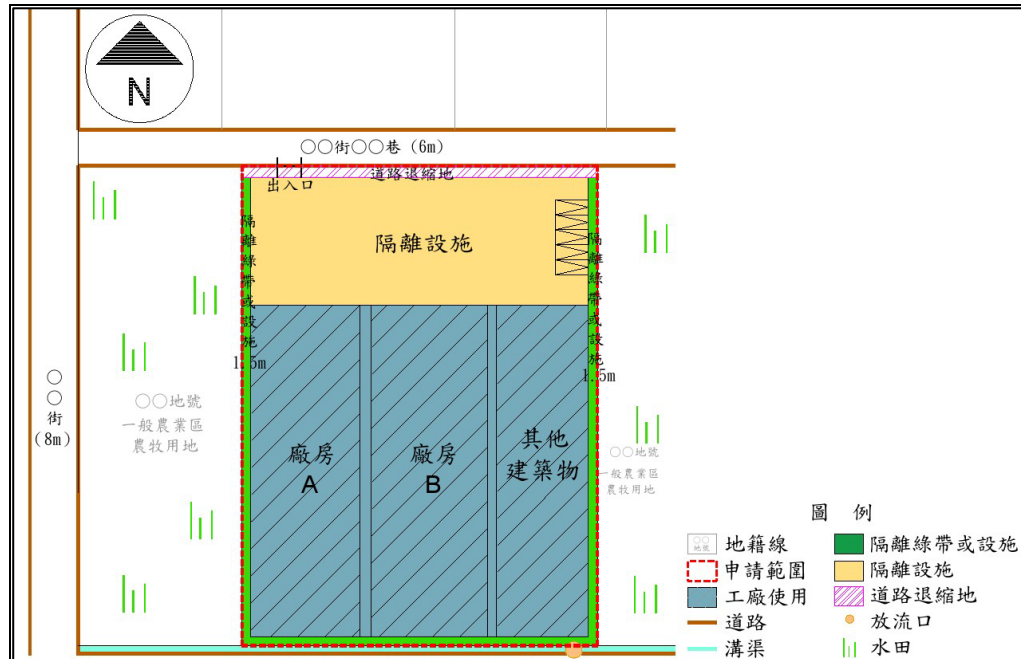 N
○○街○○巷（6m）
出入口
道路退縮地
隔離設施
隔離綠帶或設施
1.5m
隔離綠帶或設施
1.5m
○○街
（8m）
○○地號
一般農業區
農牧用地
廠房
A
廠房
B
其他
建築物
○○地號
一般農業區
農牧用地
圖 例
○○
地號
地籍線
申請範圍
工廠使用
道路
溝渠
隔離綠帶或設施
隔離設施
道路退縮地
放流口
水田